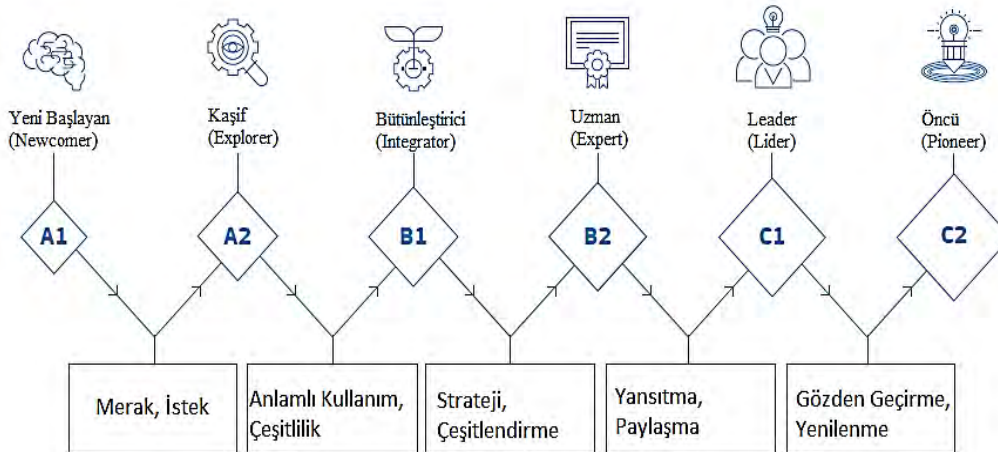 Yeni Başlayan
(Newcomer)
Kaşif
(Explorer)
Bütünleştirici
(Integrator)
Uzman
(Expert)
Leader
(Lider)
Öncü
(Pioneer)
A1
A2
B1
B2
C1
C2
Merak, İstek
Anlamlı Kullanım,
Çeşitlilik
Strateji,
Çeşitlendirme
Yansıtma,
Paylaşma
Gözden Geçirme,
Yenilenme